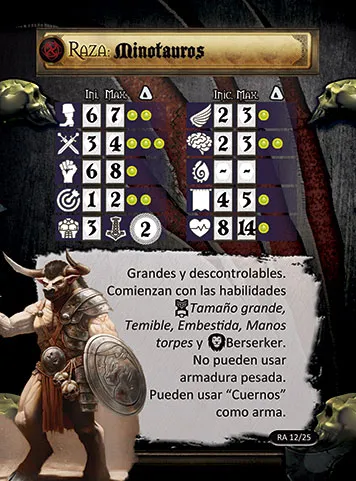 RAZA: Minotauros
Ini. Max. Inic. Max.
6 7 2 3
3 4 2 3
6 8 - -
1 2 4 5
3 2 8 14
Grandes y descontrolables.
Comienzan con las habilidades
Tamaño grande,
Temible, Embestida, Manos
torpes y Berserker.
No pueden usar
armadura pesada.
Pueden usar “Cuernos”
como arma.
RA 12/25